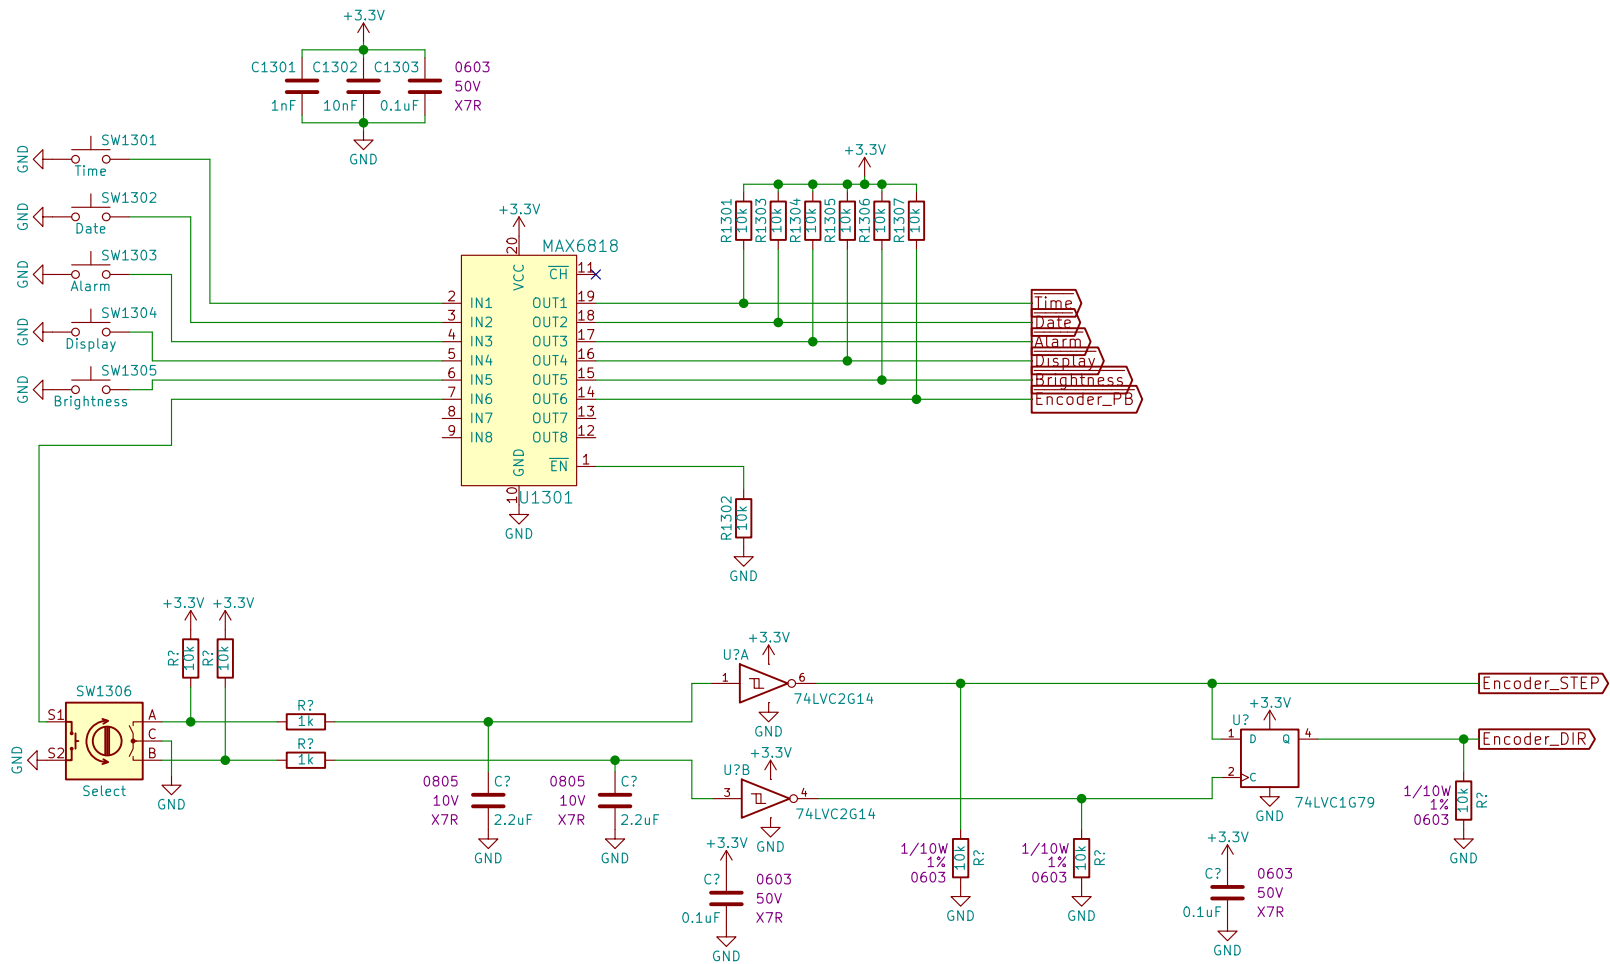 +3.3V
C1301 C1302 C1303 0603
50V
1nF 10nF 0.1uF X7R
GND
GND SW1301
Time
GND SW1302
Date
GND SW1303
Alarm
GND SW1304
Display
GND SW1305
Brightness
+3.3V
20
MAX6818
VCC
CH 11
2 IN1 OUT1 19
3 IN2 OUT2 18
4 IN3 OUT3 17
5 IN4 OUT4 16
6 IN5 OUT5 15
7 IN6 OUT6 14
8 IN7 OUT7 13
9 IN8 OUT8 12
GND
EN 1
10
U1301
GND
+3.3V
R1301 10k
R1303 10k
R1304 10k
R1305 10k
R1306 10k
R1307 10k
Time
Date
Alarm
Display
Brightness
Encoder_PB
R1302 10k
GND
+3.3V +3.3V
R? 10k
R? 10k
SW1306
S1 A
C
S2 B
GND
Select
GND
R?
1k
R?
1k
0805 C?
10V
X7R 2.2uF
GND
0805 C?
10V
X7R 2.2uF
GND
+3.3V
U?A
1 6
74LVC2G14
GND
+3.3V
U?B
3 4
74LVC2G14
GND
+3.3V
C? 0603
50V
0.1uF X7R
GND
1/10W
1%
0603
10k R?
GND
1/10W
1%
0603
10k R?
GND
Encoder_STEP
+3.3V
U?
1 D Q 4
2 C
74LVC1G79
GND
Encoder_DIR
1/10W
1%
0603
10k R?
GND
+3.3V
C? 0603
50V
0.1uF X7R
GND